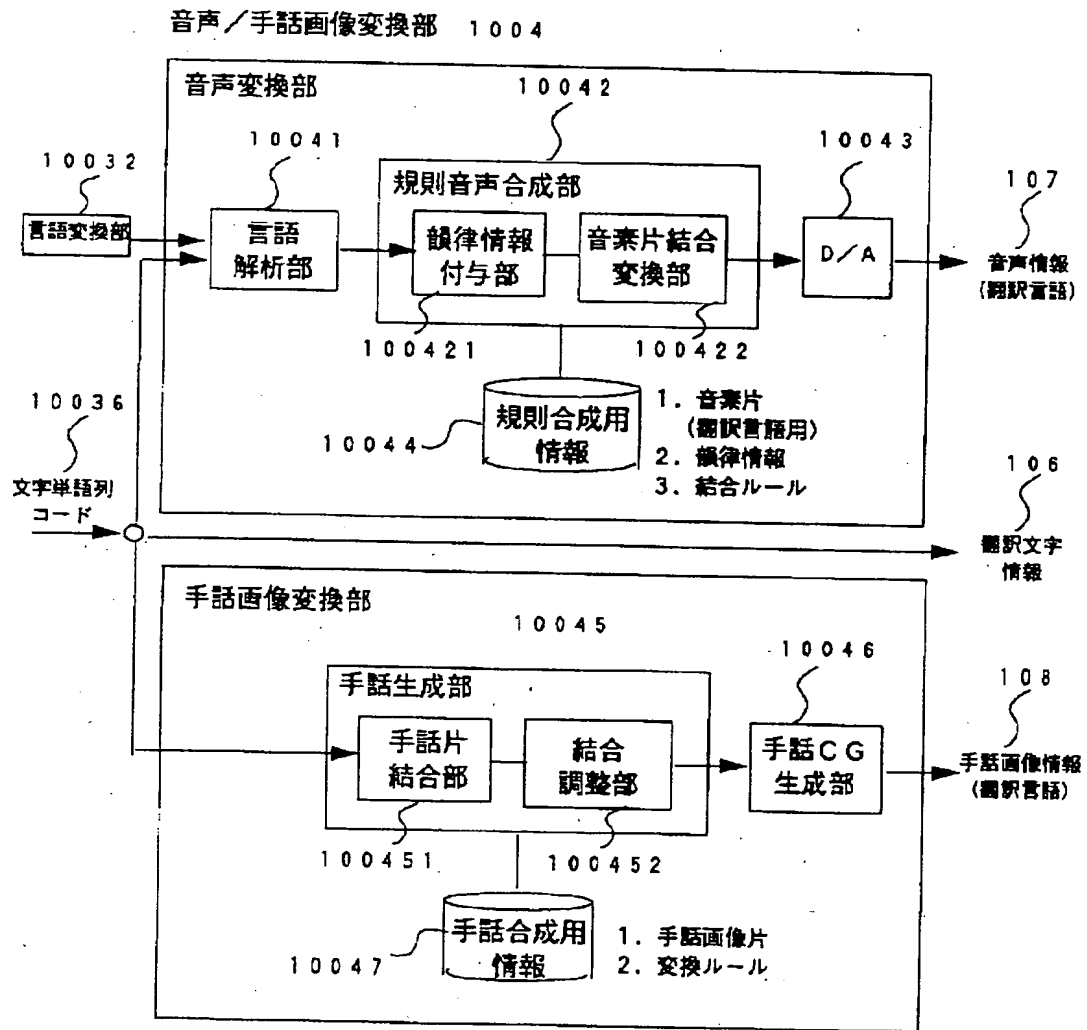 音声／手話画像変換部 1004
音声変換部
10042
10041
10043
10032
107
規則音声合成部
言語変換部
言語
解析部
韻律情報
付与部
音素片結合
変換部
D／A
音声情報
(翻訳言語)
100421
100422
10036
規則合成用
情報
10044
1. 音素片
(翻訳言語用)
2. 韻律情報
3. 結合ルール
106
文字単語列
コード
翻訳文字
情報
手話画像変換部
10045
10046
手話生成部
108
手話片
結合部
結合
調整部
手話CG
生成部
手話画像情報
(翻訳言語)
100451
100452
手話合成用
情報
10047
1. 手話画像片
2. 変換ルール